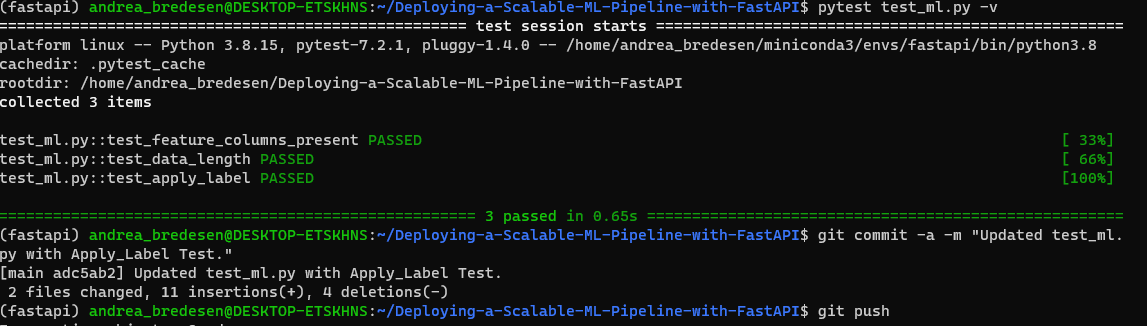 (fastapi) andrea_bredesen@DESKTOP-ETSKHNS:~/Deploying-a-Scalable-ML-Pipeline-with-FastAPI$ pytest test_ml.py -v
==================================================== test session starts ====================================================
platform linux -- Python 3.8.15, pytest-7.2.1, pluggy-1.4.0 -- /home/andrea_bredesen/miniconda3/envs/fastapi/bin/python3.8
cachedir: .pytest_cache
rootdir: /home/andrea_bredesen/Deploying-a-Scalable-ML-Pipeline-with-FastAPI
collected 3 items
test_ml.py::test_feature_columns_present PASSED [ 33%]
test_ml.py::test_data_length PASSED [ 66%]
test_ml.py::test_apply_label PASSED [100%]
===================================================== 3 passed in 0.65s =====================================================
(fastapi) andrea_bredesen@DESKTOP-ETSKHNS:~/Deploying-a-Scalable-ML-Pipeline-with-FastAPI$ git commit -a -m "Updated test_ml.
py with Apply_Label Test."
[main adc5ab2] Updated test_ml.py with Apply_Label Test.
 2 files changed, 11 insertions(+), 4 deletions(-)
(fastapi) andrea_bredesen@DESKTOP-ETSKHNS:~/Deploying-a-Scalable-ML-Pipeline-with-FastAPI$ git push